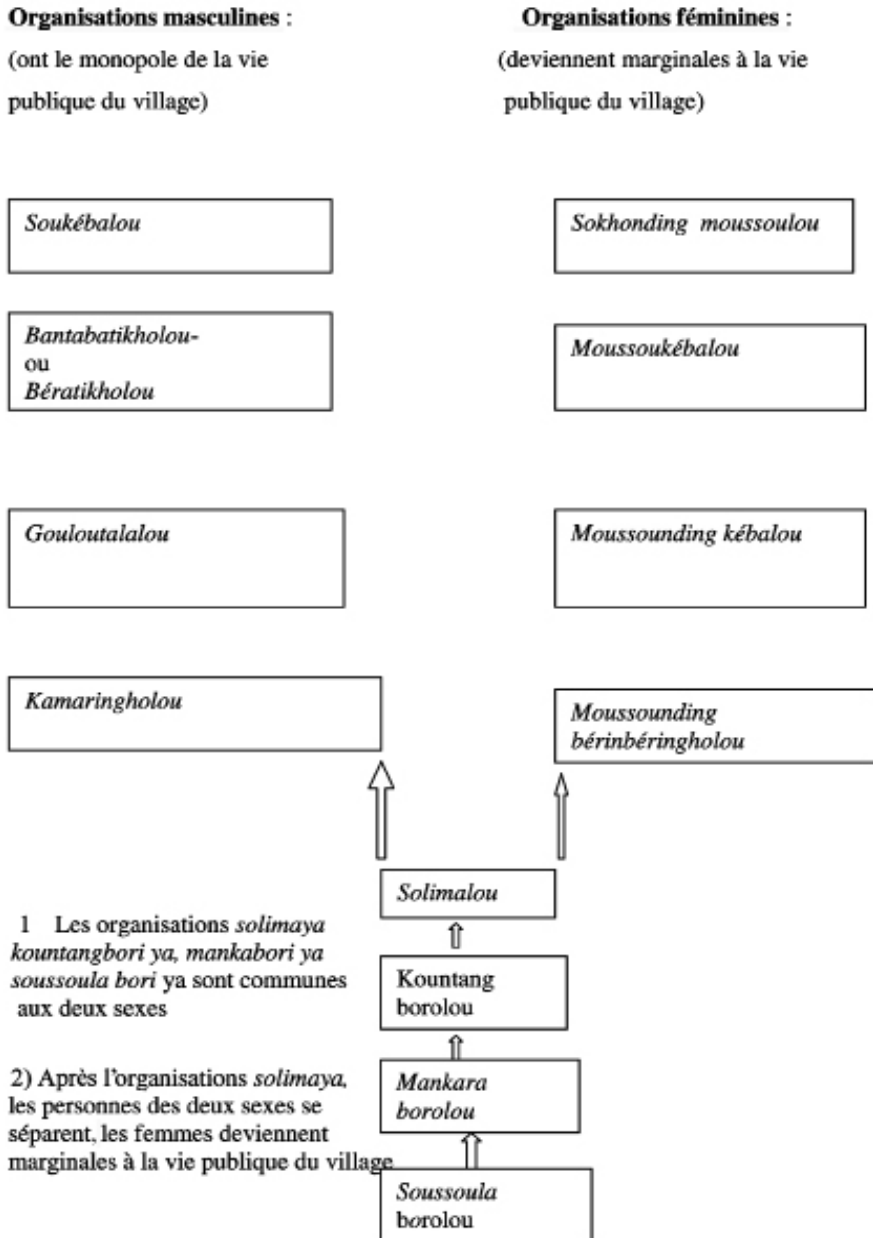 Organisations masculines :
(ont le monopole de la vie
publique du village)
Organisations féminines :
(deviennent marginales à la vie
publique du village)
Soukébalou
Sokhonding moussoulou
Bantabatikholou-
ou
Bératikholou
Moussoukébalou
Gouloutalalou
Moussounding kébalou
Kamaringholou
Moussounding
bérinbéringholou
Solimalou
1 Les organisations solimaya
kountangbori ya, mankabori ya
soussoula bori ya sont communes
aux deux sexes
Kountang
borolou
2) Après l'organisations solimaya,
les personnes des deux sexes se
séparent, les femmes deviennent
marginales à la vie publique du village
Mankara
borolou
Soussoula
borolou